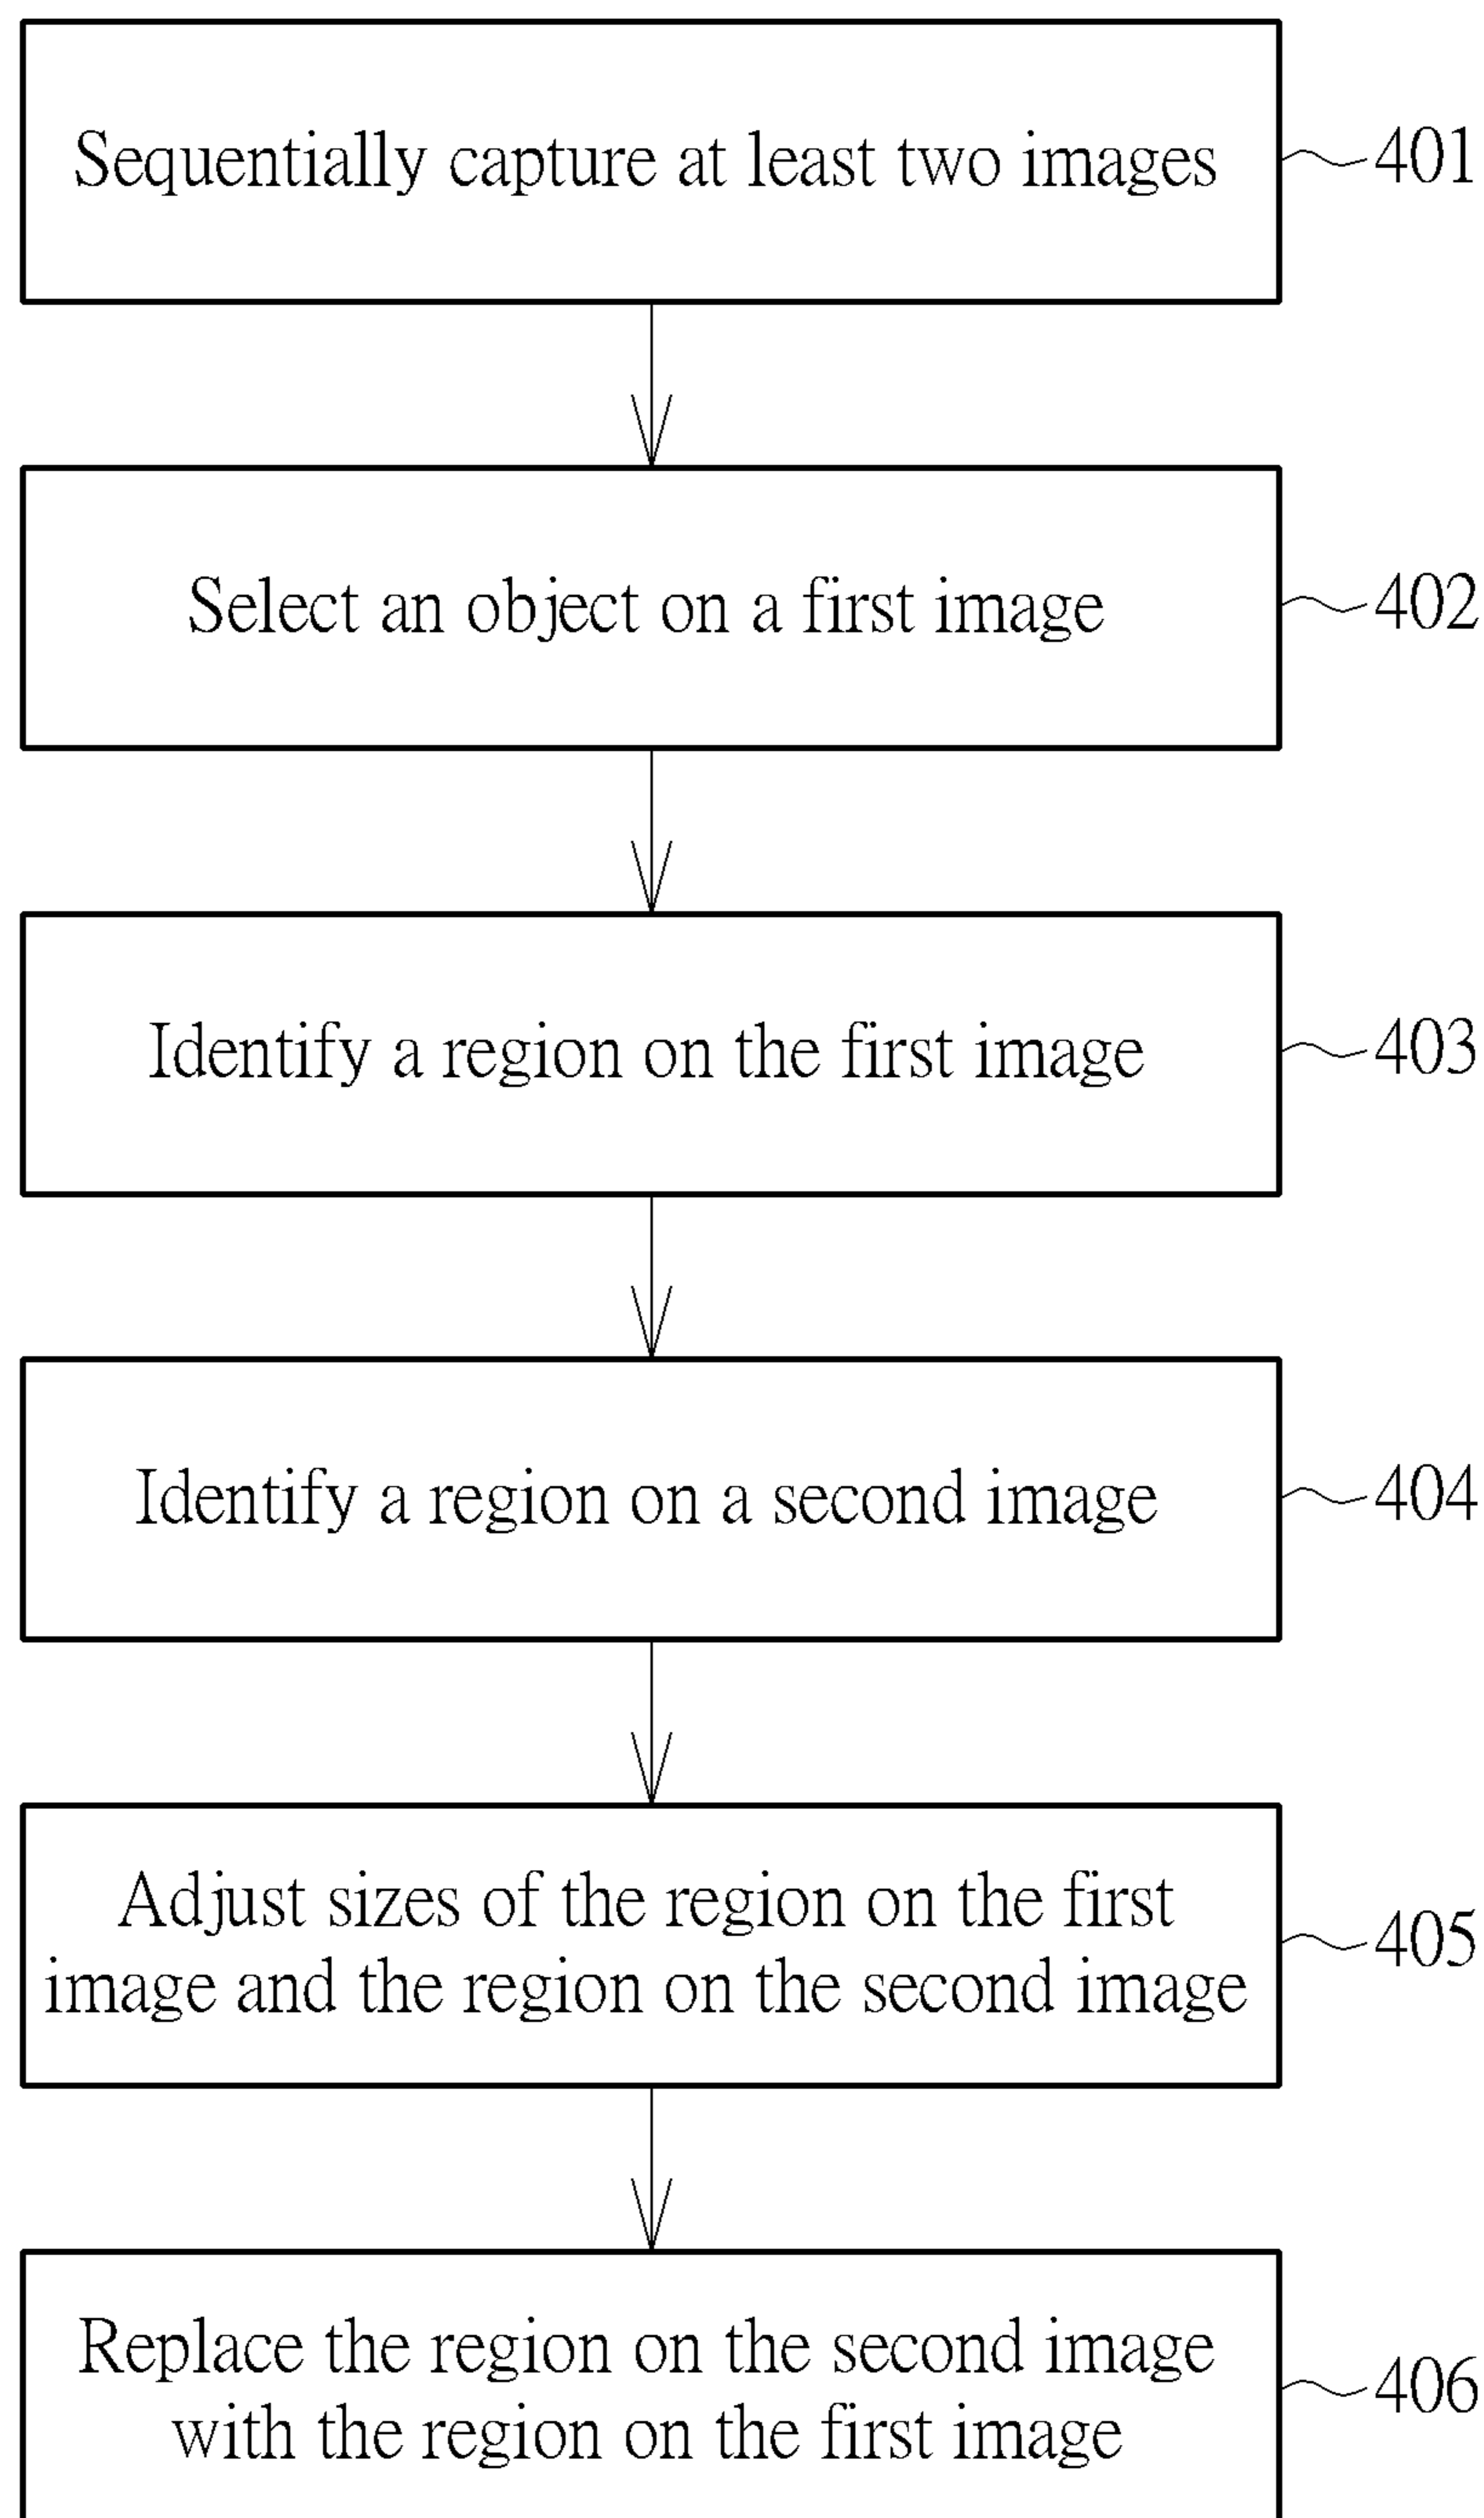 Sequentially capture at least two images
401
Select an object on a first image
402
Identify a region on the first image
403
Identify a region on a second image
404
Adjust sizes of the region on the first
image and the region on the second image
405
Replace the region on the second image
with the region on the first image
406